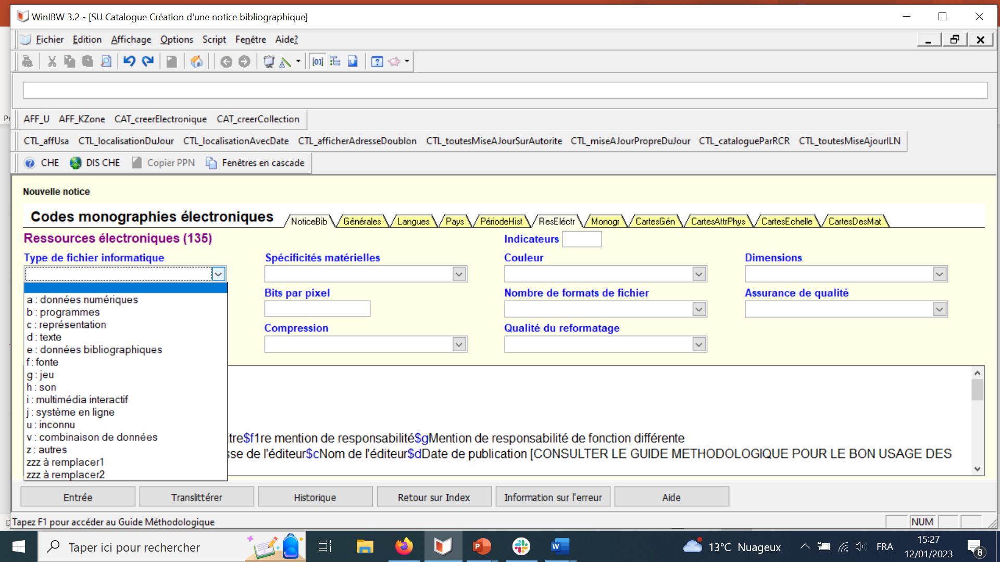 WinIBW 3.2 - [SU Catalogue Création d'une notice bibliographique]
Fichier Edition Affichage Options Script Fenêtre Aide?
[01]
AFF_U AFF_KZone CAT_creerElectronique CAT_creerCollection
CTL_affUsa CTL_localisationDuJour CTL_localisationAvecDate CTL_afficherAdresseDoublon CTL_toutesMiseAJourSurAutorite CTL_miseAJourPropreDuJour CTL_catalogueParRCR CTL_toutesMiseAjourILN
CHE DIS CHE Copier PPN Fenêtres en cascade
Nouvelle notice
Codes monographies électroniques NoticeBib Générales Langues Pays PériodeHist ResEléctr Monogr CartesGén CartesAttrPhys CartesEchelle CartesDesMat
Ressources électroniques (135) Indicateurs
Type de fichier informatique Spécificités matérielles Couleur Dimensions
Bits par pixel Nombre de formats de fichier Assurance de qualité
Compression Qualité du reformatage
a : données numériques
b : programmes
c : représentation
d : texte
e : données bibliographiques
f : fonte
g : jeu
h : son
i : multimédia interactif
j : système en ligne
u : inconnu
v : combinaison de données
z : autres
zzz à remplacer1
zzz à remplacer2
tre$f1re mention de responsabilité$gMention de responsabilité de fonction différente
sse de l'éditeur$cNom de l'éditeur$dDate de publication [CONSULTER LE GUIDE METHODOLOGIQUE POUR LE BON USAGE DES
Entrée Translittérer Historique Retour sur Index Information sur l'erreur Aide
Tapez F1 pour accéder au Guide Méthodologique NUM
Taper ici pour rechercher 13°C Nuageux FRA 15:27
12/01/2023 8